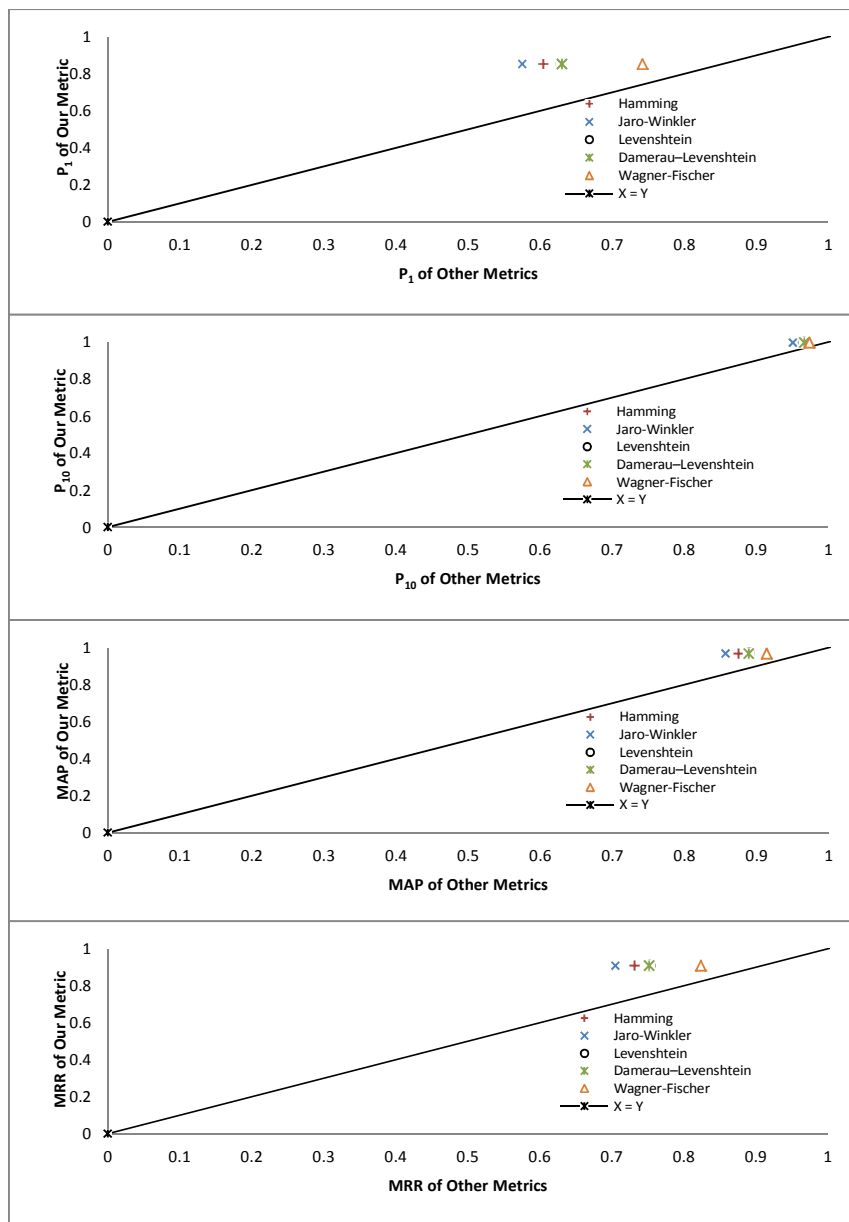 1
0.8
0.6
0.4
0.2
0
P1 of Our Metric
Hamming
Jaro-Winkler
Levenshtein
Damerau–Levenshtein
Wagner-Fischer
X = Y
0 0.1 0.2 0.3 0.4 0.5 0.6 0.7 0.8 0.9 1
P1 of Other Metrics
1
0.8
0.6
0.4
0.2
0
P10 of Our Metric
Hamming
Jaro-Winkler
Levenshtein
Damerau–Levenshtein
Wagner-Fischer
X = Y
0 0.1 0.2 0.3 0.4 0.5 0.6 0.7 0.8 0.9 1
P10 of Other Metrics
1
0.8
0.6
0.4
0.2
0
MAP of Our Metric
Hamming
Jaro-Winkler
Levenshtein
Damerau–Levenshtein
Wagner-Fischer
X = Y
0 0.1 0.2 0.3 0.4 0.5 0.6 0.7 0.8 0.9 1
MAP of Other Metrics
1
0.8
0.6
0.4
0.2
0
MRR of Our Metric
Hamming
Jaro-Winkler
Levenshtein
Damerau–Levenshtein
Wagner-Fischer
X = Y
0 0.1 0.2 0.3 0.4 0.5 0.6 0.7 0.8 0.9 1
MRR of Other Metrics